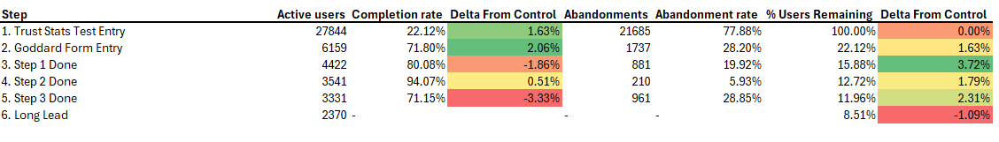 Step Active users Completion rate Delta From Control Abandonments Abandonment rate % Users Remaining Delta From Control
1. Trust Stats Test Entry 27844 22.12% 1.63% 21685 77.88% 100.00% 0.00%
2. Goddard Form Entry 6159 71.80% 2.06% 1737 28.20% 22.12% 1.63%
3. Step 1 Done 4422 80.08% -1.86% 881 19.92% 15.88% 3.72%
4. Step 2 Done 3541 94.07% 0.51% 210 5.93% 12.72% 1.79%
5. Step 3 Done 3331 71.15% -3.33% 961 28.85% 11.96% 2.31%
6. Long Lead 2370 - - - 8.51% -1.09%